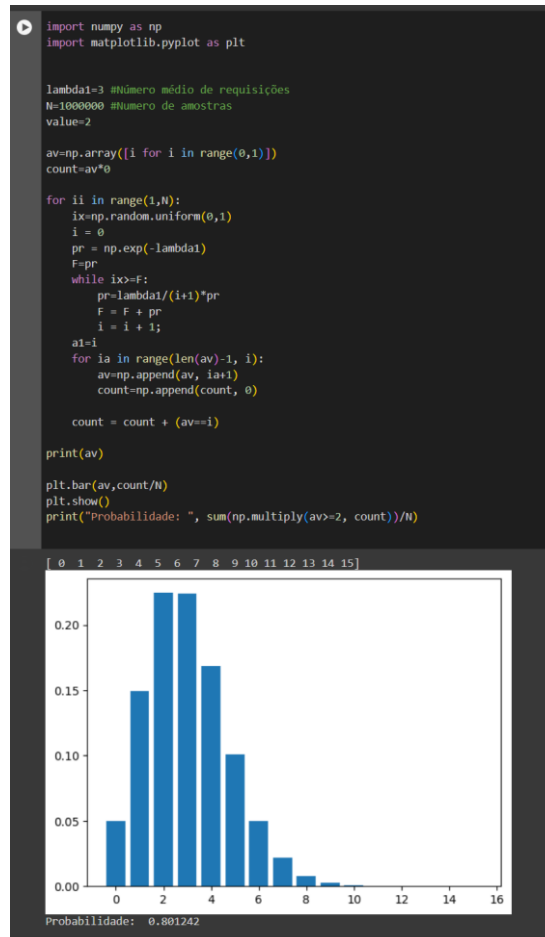 import numpy as np
import matplotlib.pyplot as plt
lambda1=3 #Número médio de requisições
N=1000000 #Numero de amostras
value=2
av=np.array([i for i in range(0,1)])
count=av*0
for ii in range(1,N):
    ix=np.random.uniform(0,1)
    i = 0
    pr = np.exp(-lambda1)
    F=pr
    while ix>=F:
        pr=lambda1/(i+1)*pr
        F = F + pr
        i = i + 1;
    a1=i
    for ia in range(len(av)-1, i):
        av=np.append(av, ia+1)
        count=np.append(count, 0)
    count = count + (av==i)
print(av)
plt.bar(av,count/N)
plt.show()
print("Probabilidade: ", sum(np.multiply(av>=2, count))/N)
[ 0  1  2  3  4  5  6  7  8  9 10 11 12 13 14 15]
0.20
0.15
0.10
0.05
0.00
0 2 4 6 8 10 12 14 16
Probabilidade:  0.801242